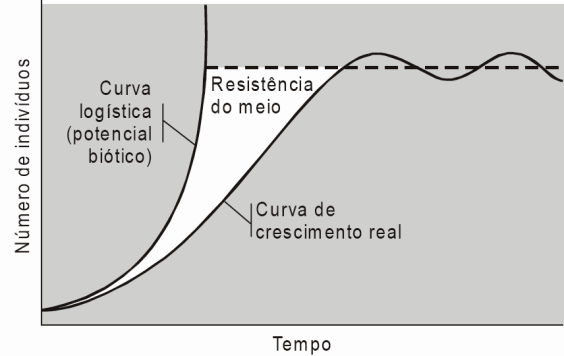 Número de indivíduos
Curva
logística
(potencial
biótico)
Resistência
do meio
Curva de
crescimento real
Tempo